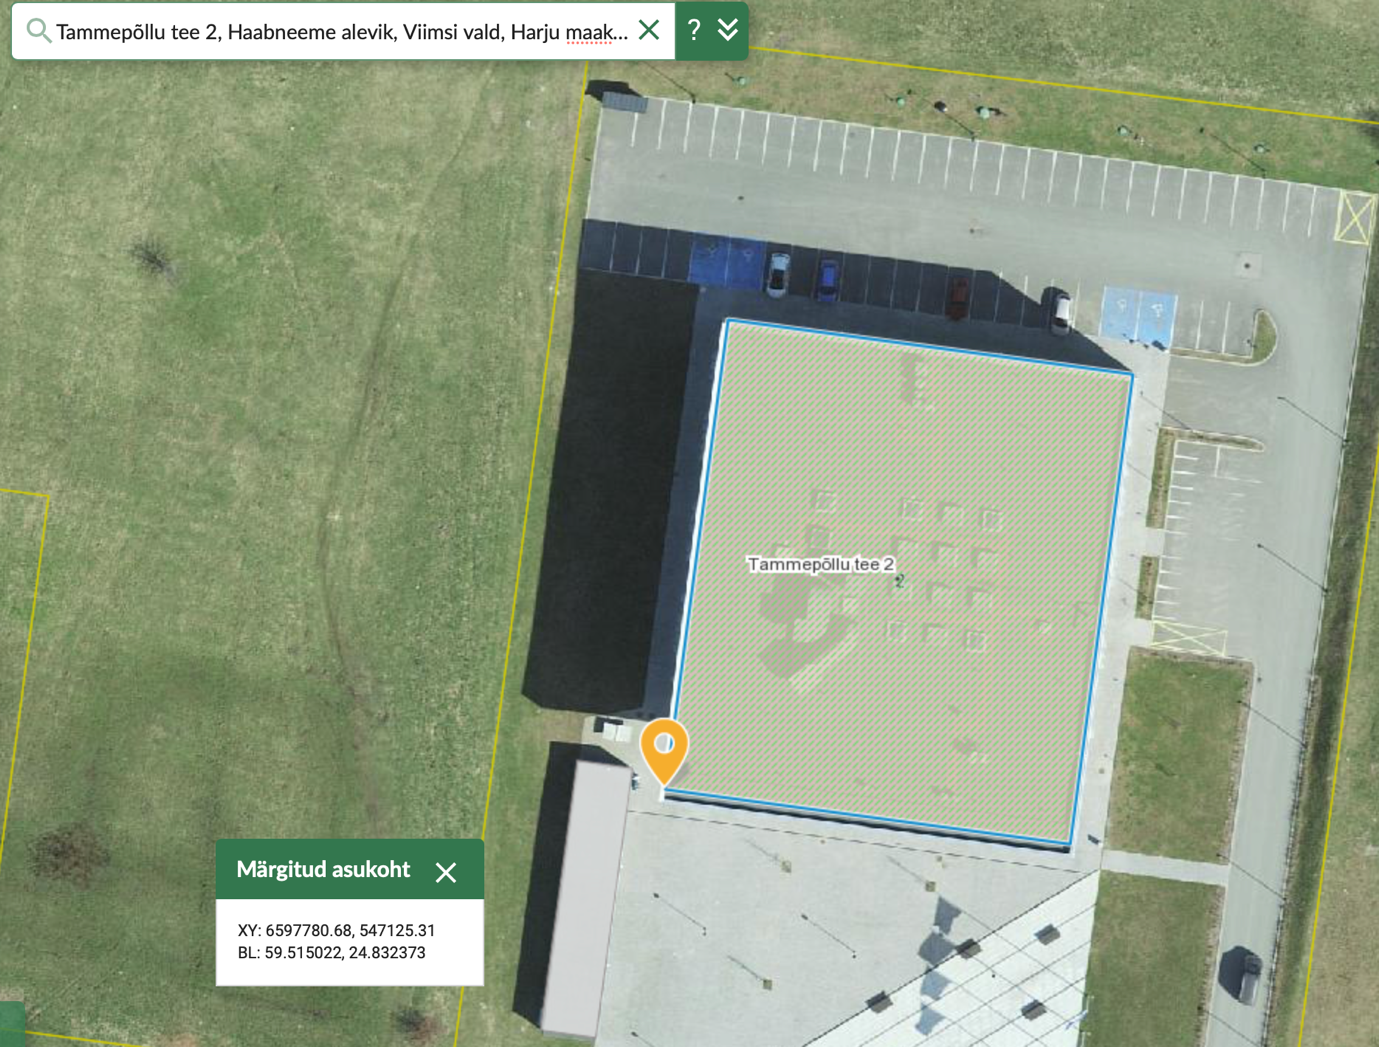 Tammepõllu tee 2, Haabneeme alevik, Viimsi vald, Harju maak...
?
Tammepõllu tee 2
2
Märgitud asukoht
XY: 6597780.68, 547125.31
BL: 59.515022, 24.832373